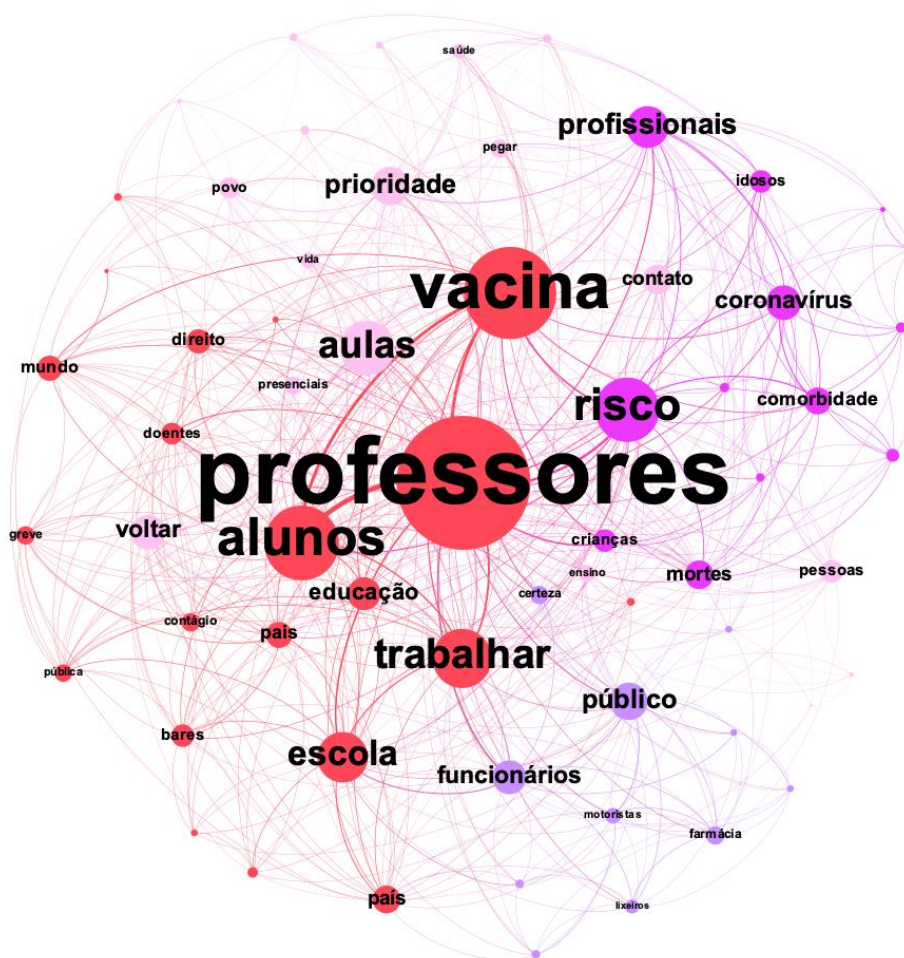 saúde
profissionais
pegar
idosos
prioridade
povo
vida
vacina
contato
coronavírus
direito
aulas
mundo
presenciais
risco
comorbidade
doentes
professores
voltar
alunos
greve
crianças
ensino
mortes
pessoas
educação
certeza
contágio
pais
trabalhar
pública
público
bares
escola
funcionários
motoristas
farmácia
país
lixeiros